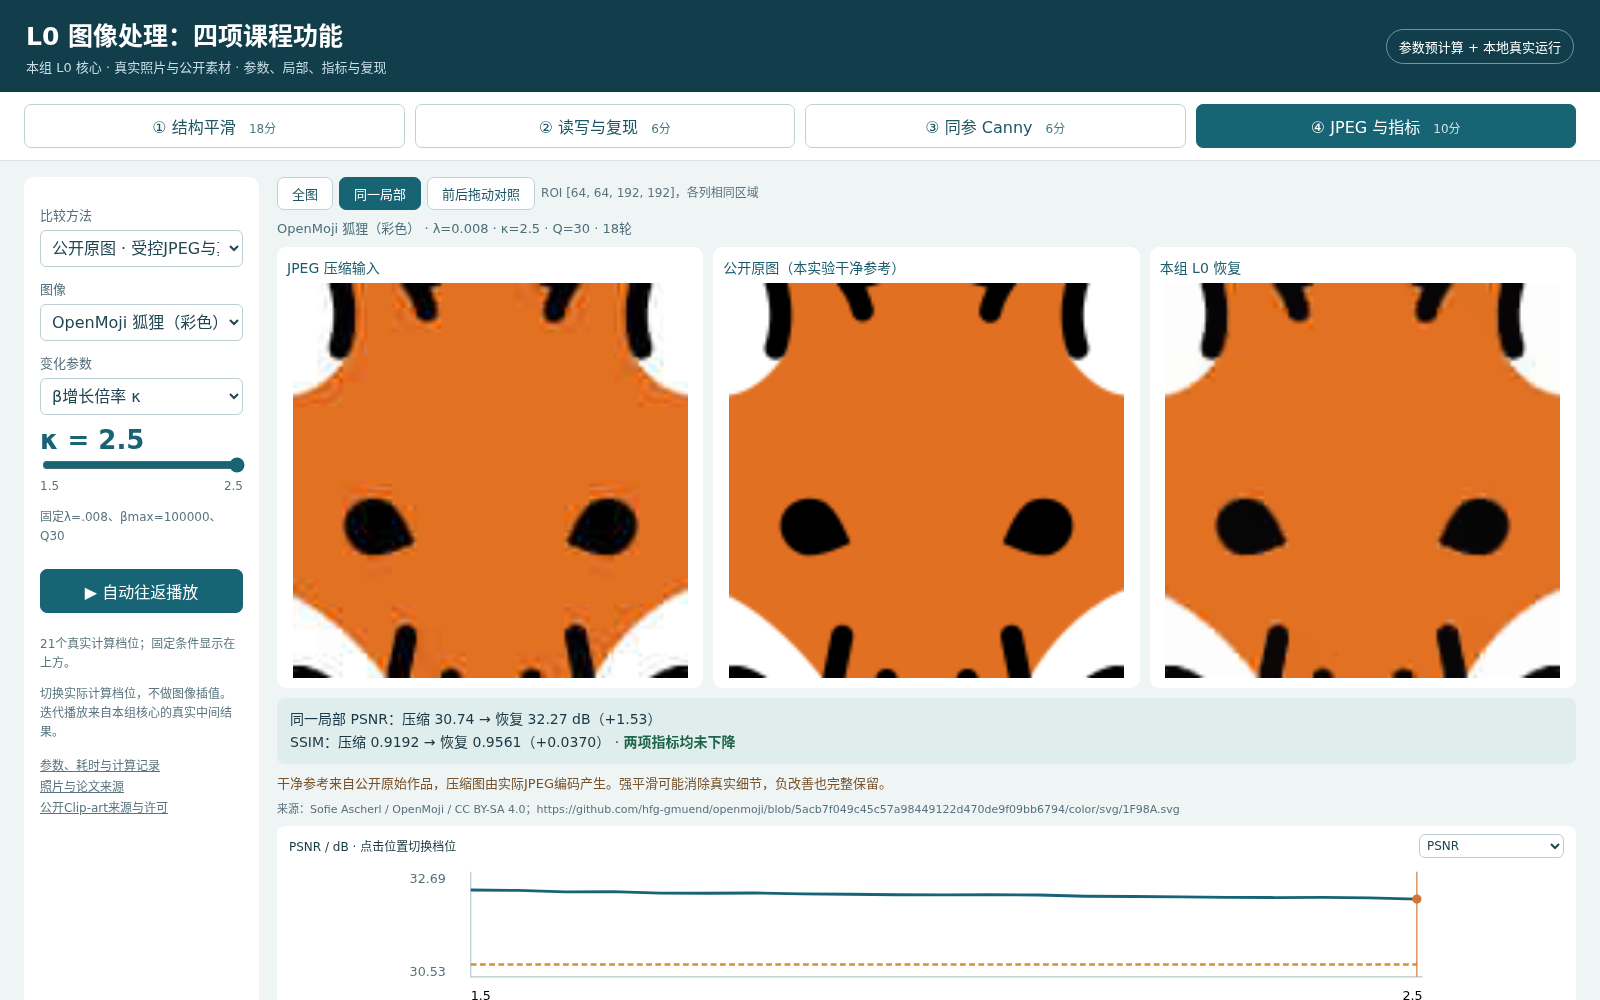 L0 图像处理：四项课程功能
本组 L0 核心 · 真实照片与公开素材 · 参数、局部、指标与复现
参数预计算 + 本地真实运行
① 结构平滑 18分
② 读写与复现 6分
③ 同参 Canny 6分
④ JPEG 与指标 10分
比较方法
公开原图 · 受控JPEG与
图像
OpenMoji 狐狸（彩色）
变化参数
β增长倍率 κ
κ = 2.5
1.5 2.5
固定λ=.008、βmax=100000、
Q30
▶ 自动往返播放
21个真实计算档位；固定条件显示在
上方。
切换实际计算档位，不做图像插值。
迭代播放来自本组核心的真实中间结
果。
参数、耗时与计算记录
照片与论文来源
公开Clip-art来源与许可
全图
同一局部
前后拖动对照
ROI [64, 64, 192, 192]，各列相同区域
OpenMoji 狐狸（彩色） · λ=0.008 · κ=2.5 · Q=30 · 18轮
JPEG 压缩输入
公开原图（本实验干净参考）
本组 L0 恢复
同一局部 PSNR：压缩 30.74 → 恢复 32.27 dB（+1.53）
SSIM：压缩 0.9192 → 恢复 0.9561（+0.0370） · 两项指标均未下降
干净参考来自公开原始作品，压缩图由实际JPEG编码产生。强平滑可能消除真实细节，负改善也完整保留。
来源：Sofie Ascherl / OpenMoji / CC BY-SA 4.0；https://github.com/hfg-gmuend/openmoji/blob/5acb7f049c45c57a98449122d470de9f09bb6794/color/svg/1F98A.svg
PSNR / dB · 点击位置切换档位
PSNR
32.69
30.53
1.5 2.5